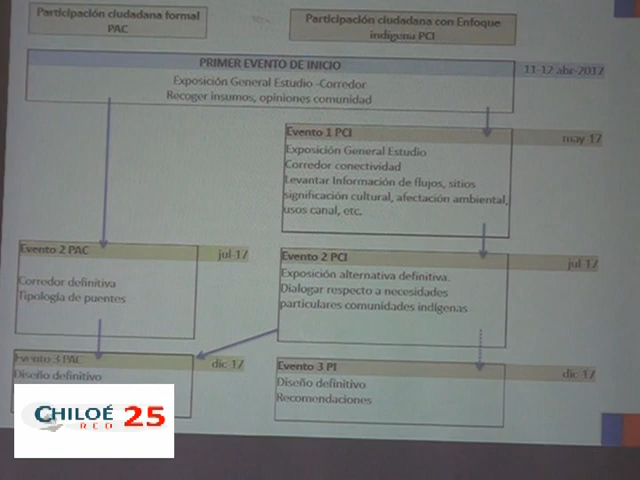 Participación ciudadana formal
PAC
Participación ciudadana con Enfoque
indígena PCI
PRIMER EVENTO DE INICIO
11-12 abr-2017
Exposición General Estudio -Corredor
Recoger insumos, opiniones comunidad
Evento 1 PCI
may 17
Exposición General Estudio
Corredor conectividad
Levantar Información de flujos, sitios
significación cultural, afectación ambiental,
usos canal, etc.
Evento 2 PAC
jul-17
Corredor definitiva
Tipología de puentes
Evento 2 PCI
jul-17
Exposición alternativa definitiva.
Dialogar respecto a necesidades
particulares comunidades indígenas
Evento 3 PAC
dic-17
Diseño definitivo
Evento 3 PI
dic-17
Diseño definitivo
Recomendaciones
CHILOÉ
RED
25